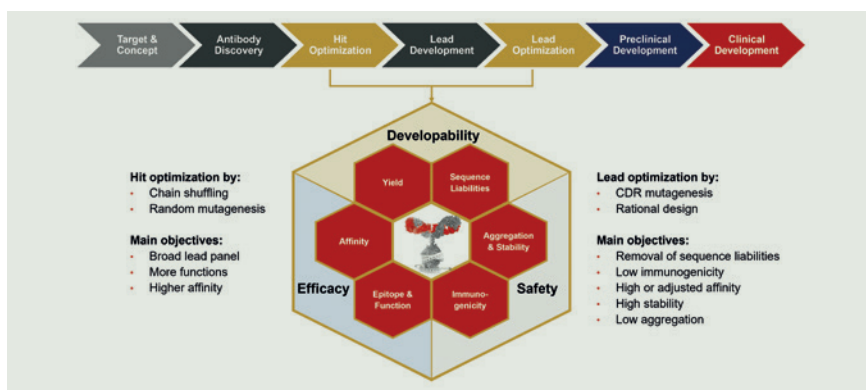 Target &
Concept
Antibody
Discovery
Hit
Optimization
Lead
Development
Lead
Optimization
Preclinical
Development
Clinical
Development
Developability
Yield
Sequence
Liabilities
Affinity
Aggregation
& Stability
Efficacy
Epitope &
Function
Immuno-
genicity
Safety
Hit optimization by:
• Chain shuffling
• Random mutagenesis
Main objectives:
• Broad lead panel
• More functions
• Higher affinity
Lead optimization by:
• CDR mutagenesis
• Rational design
Main objectives:
• Removal of sequence liabilities
• Low immunogenicity
• High or adjusted affinity
• High stability
• Low aggregation